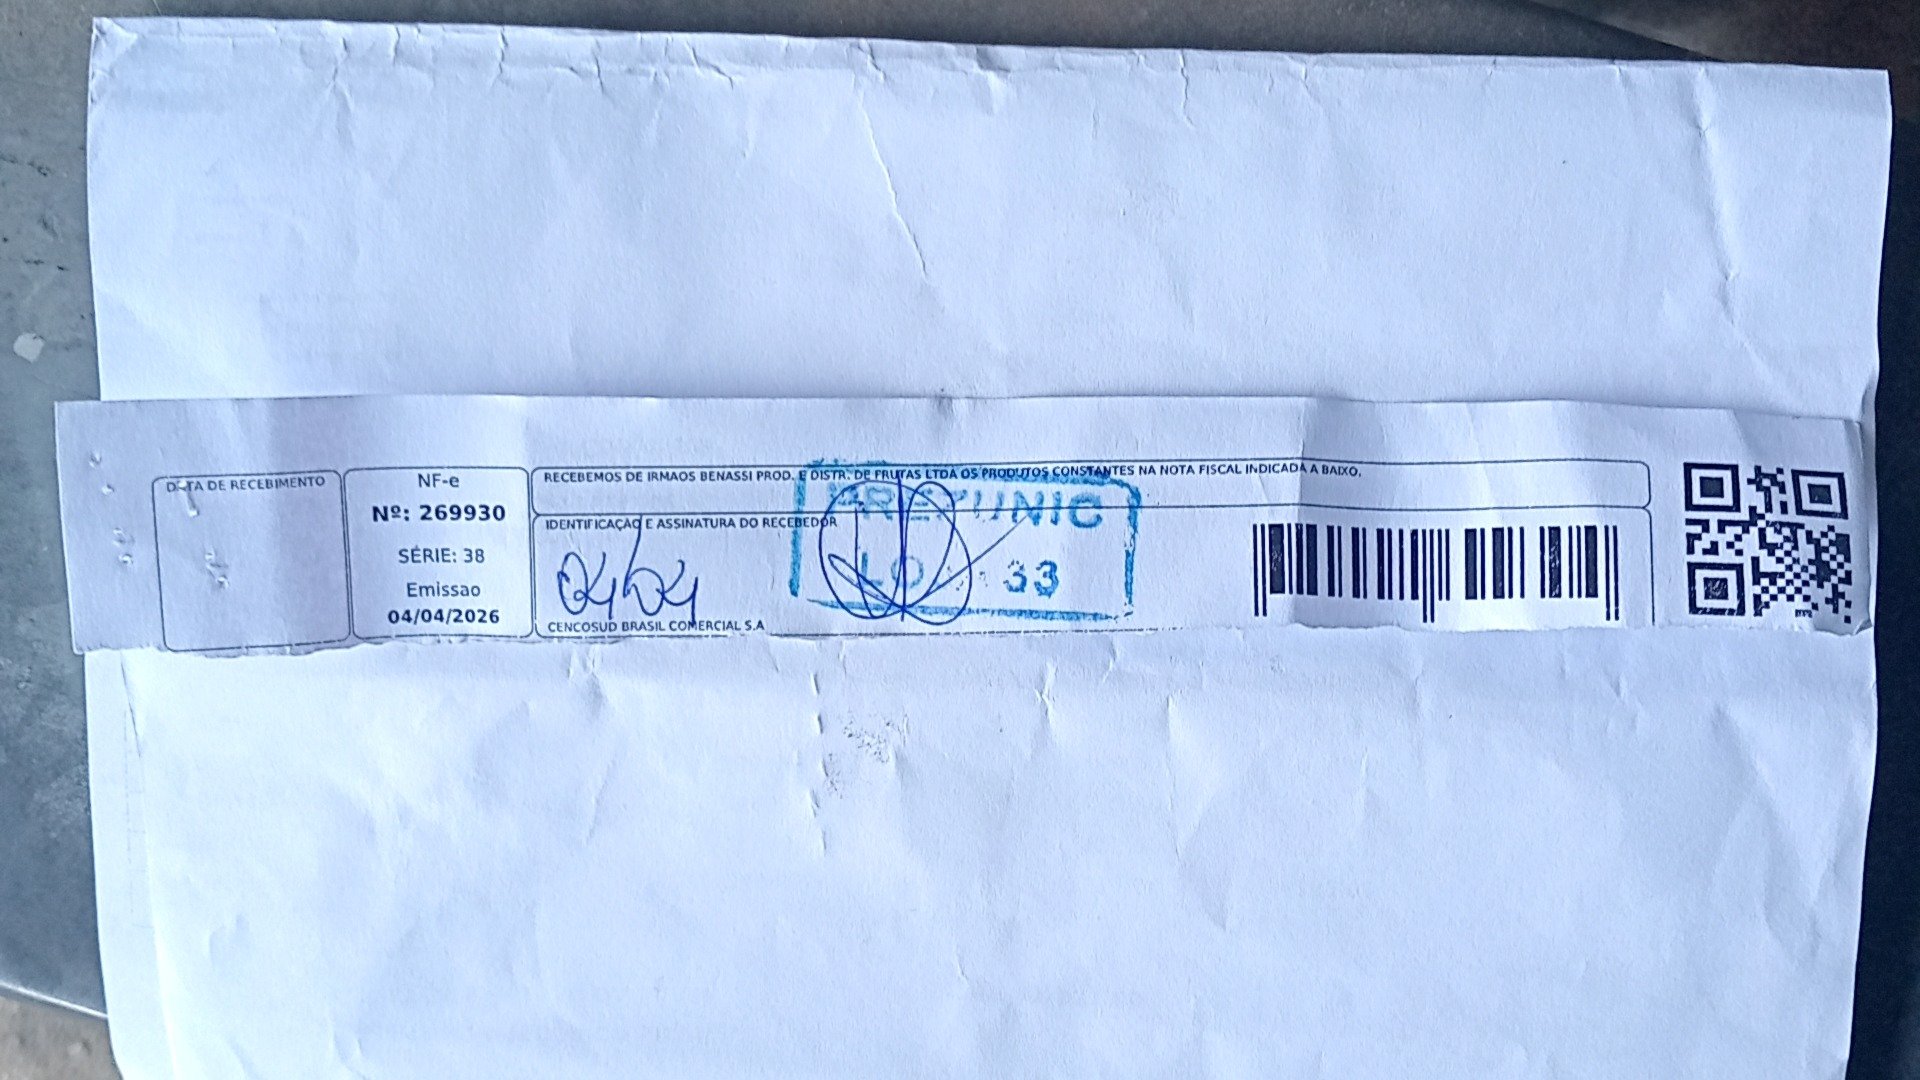 DATA DE RECEBIMENTO
NF-e
Nº: 269930
SÉRIE: 38
Emissao
04/04/2026
RECEBEMOS DE IRMAOS BENASSI PROD. E DISTR. DE FRUTAS LTDA OS PRODUTOS CONSTANTES NA NOTA FISCAL INDICADA A BAIXO.
IDENTIFICAÇÃO E ASSINATURA DO RECEBEDOR
04/04
PREZUNIC
33
CENCOSUD BRASIL COMERCIAL S.A